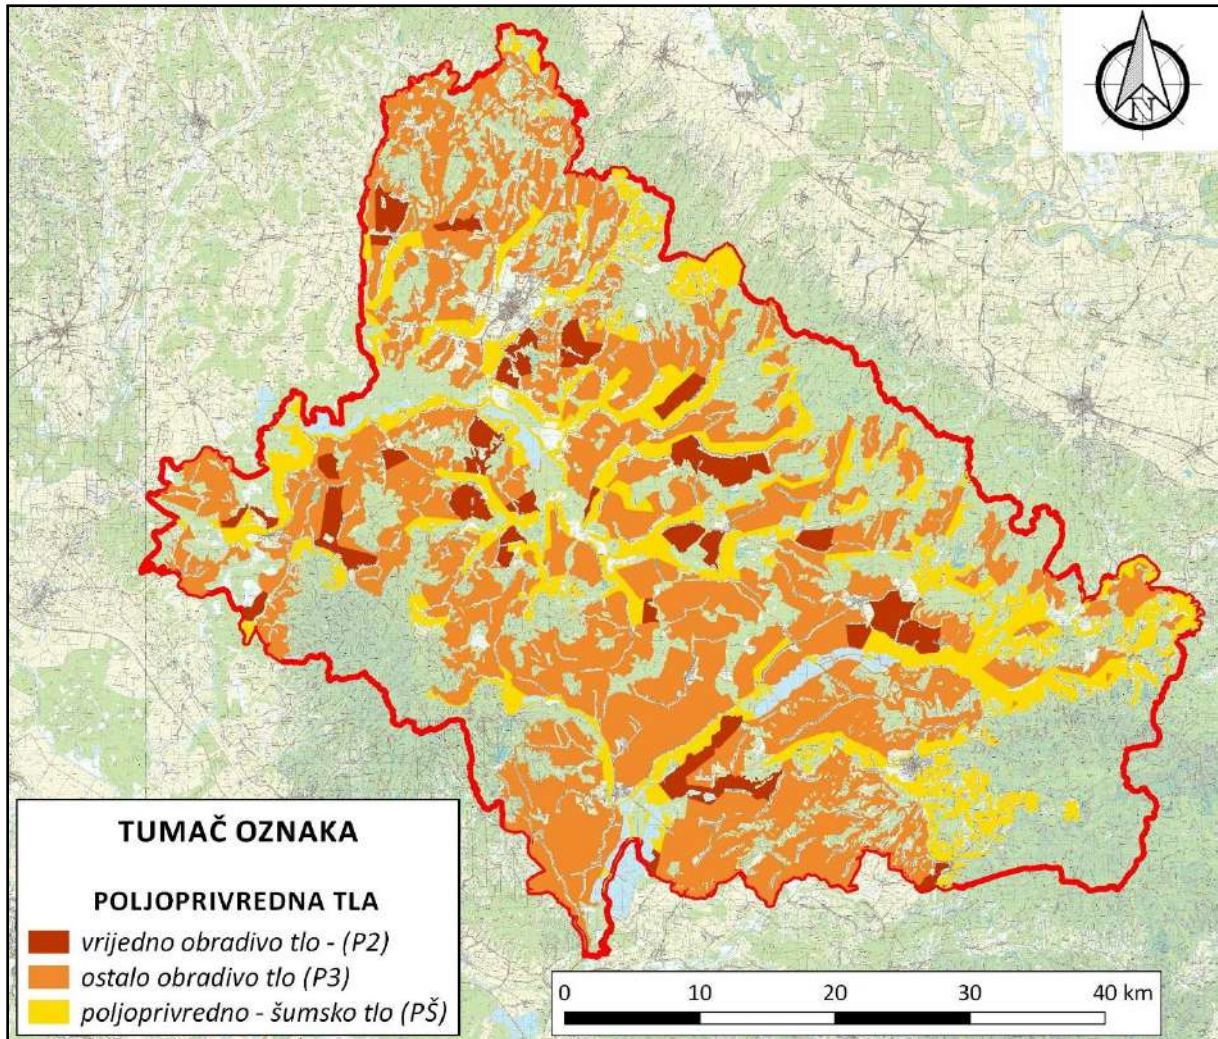 N
TUMAČ OZNAKA
POLJOPRIVREDNA TLA
vrijedno obradivo tlo - (P2)
ostalo obradivo tlo (P3)
poljoprivredno - šumsko tlo (PŠ)
0 10 20 30 40 km